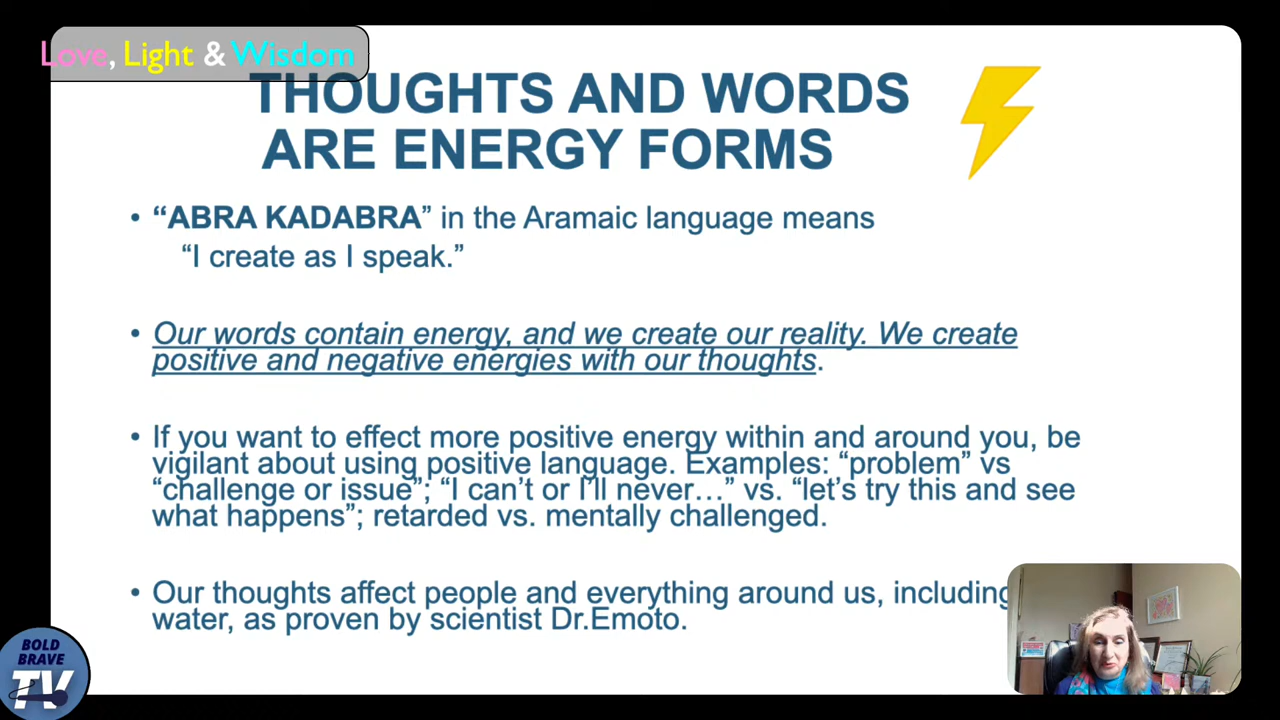 Love, Light & Wisdom
THOUGHTS AND WORDS
ARE ENERGY FORMS
• “ABRA KADABRA” in the Aramaic language means
“I create as I speak.”
• Our words contain energy, and we create our reality. We create
positive and negative energies with our thoughts.
• If you want to effect more positive energy within and around you, be
vigilant about using positive language. Examples: “problem” vs
“challenge or issue”; “I can’t or I’ll never…” vs. “let’s try this and see
what happens”; retarded vs. mentally challenged.
• Our thoughts affect people and everything around us, including
water, as proven by scientist Dr.Emoto.
BOLD
BRAVE
TV